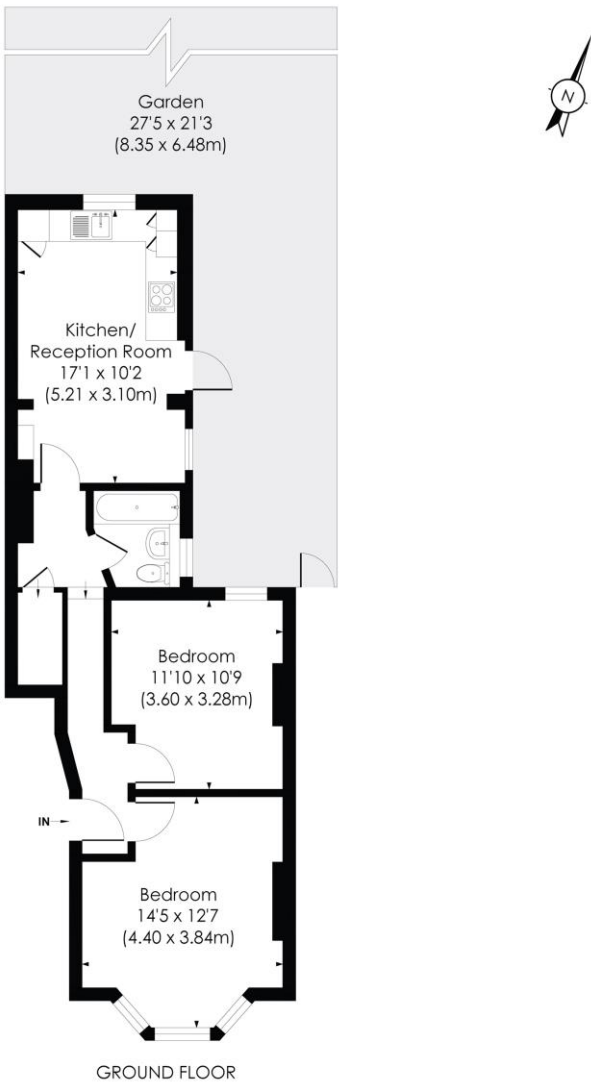 Garden
27'5 x 21'3
(8.35 x 6.48m)
N
Kitchen/
Reception Room
17'1 x 10'2
(5.21 x 3.10m)
Bedroom
11'10 x 10'9
(3.60 x 3.28m)
IN
Bedroom
14'5 x 12'7
(4.40 x 3.84m)
GROUND FLOOR